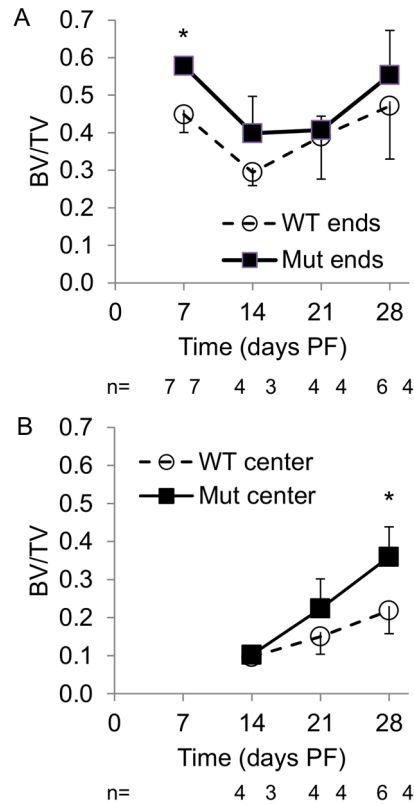 A
0.7
*
0.6
0.5
0.4
BV/TV
0.3
0.2
WT ends
0.1
Mut ends
0.0
0 7 14 21 28
Time (days PF)
n= 7 7 4 3 4 4 6 4
B
0.7
0.6
WT center
0.5
Mut center
*
0.4
BV/TV
0.3
0.2
0.1
0.0
0 7 14 21 28
Time (days PF)
n= 4 3 4 4 6 4